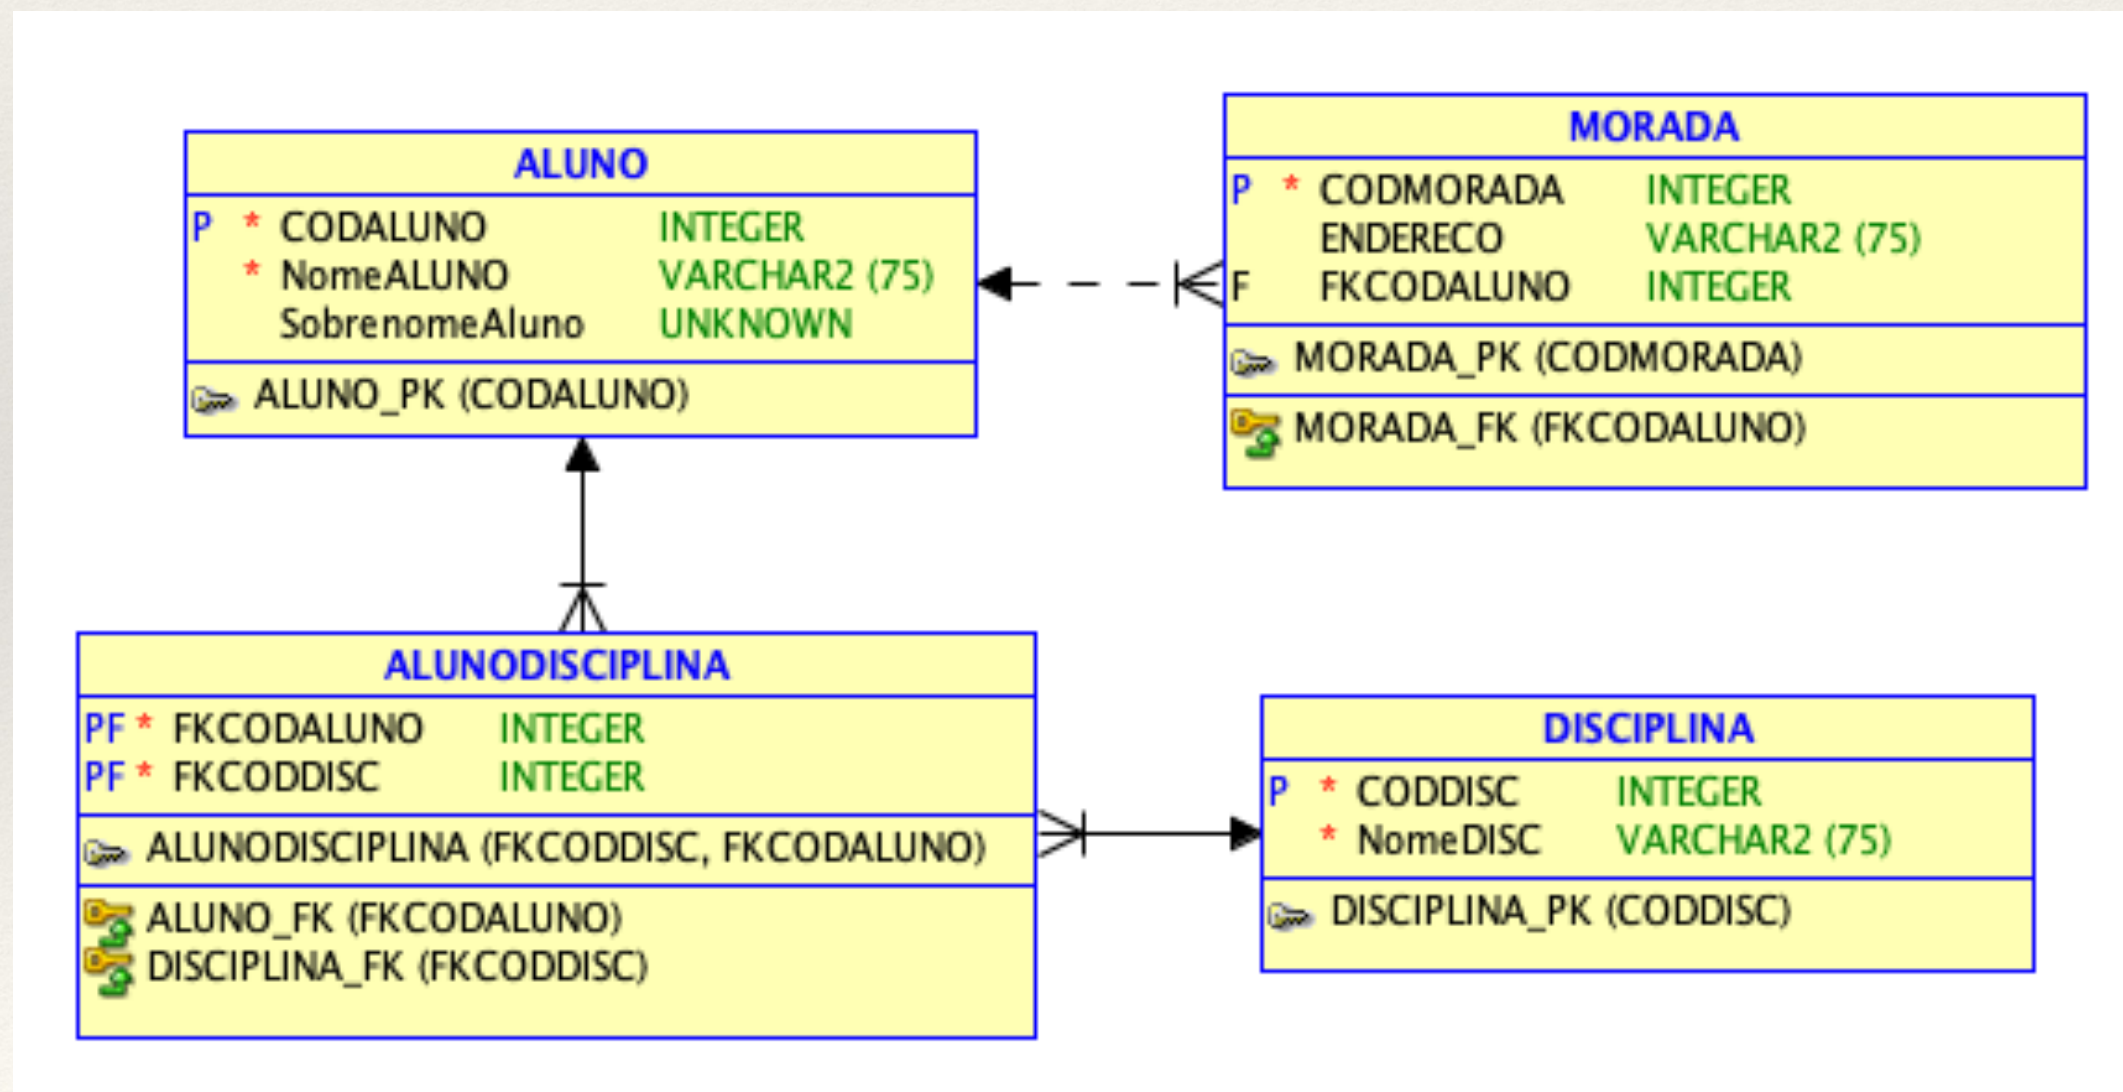 ALUNO
P * CODALUNO INTEGER
* NomeALUNO VARCHAR2 (75)
SobrenomeAluno UNKNOWN
ALUNO_PK (CODALUNO)
MORADA
P * CODMORADA INTEGER
ENDERECO VARCHAR2 (75)
F FKCODALUNO INTEGER
MORADA_PK (CODMORADA)
MORADA_FK (FKCODALUNO)
ALUNODISCIPLINA
PF * FKCODALUNO INTEGER
PF * FKCODDISC INTEGER
ALUNODISCIPLINA (FKCODDISC, FKCODALUNO)
ALUNO_FK (FKCODALUNO)
DISCIPLINA_FK (FKCODDISC)
DISCIPLINA
P * CODDISC INTEGER
* NomeDISC VARCHAR2 (75)
DISCIPLINA_PK (CODDISC)